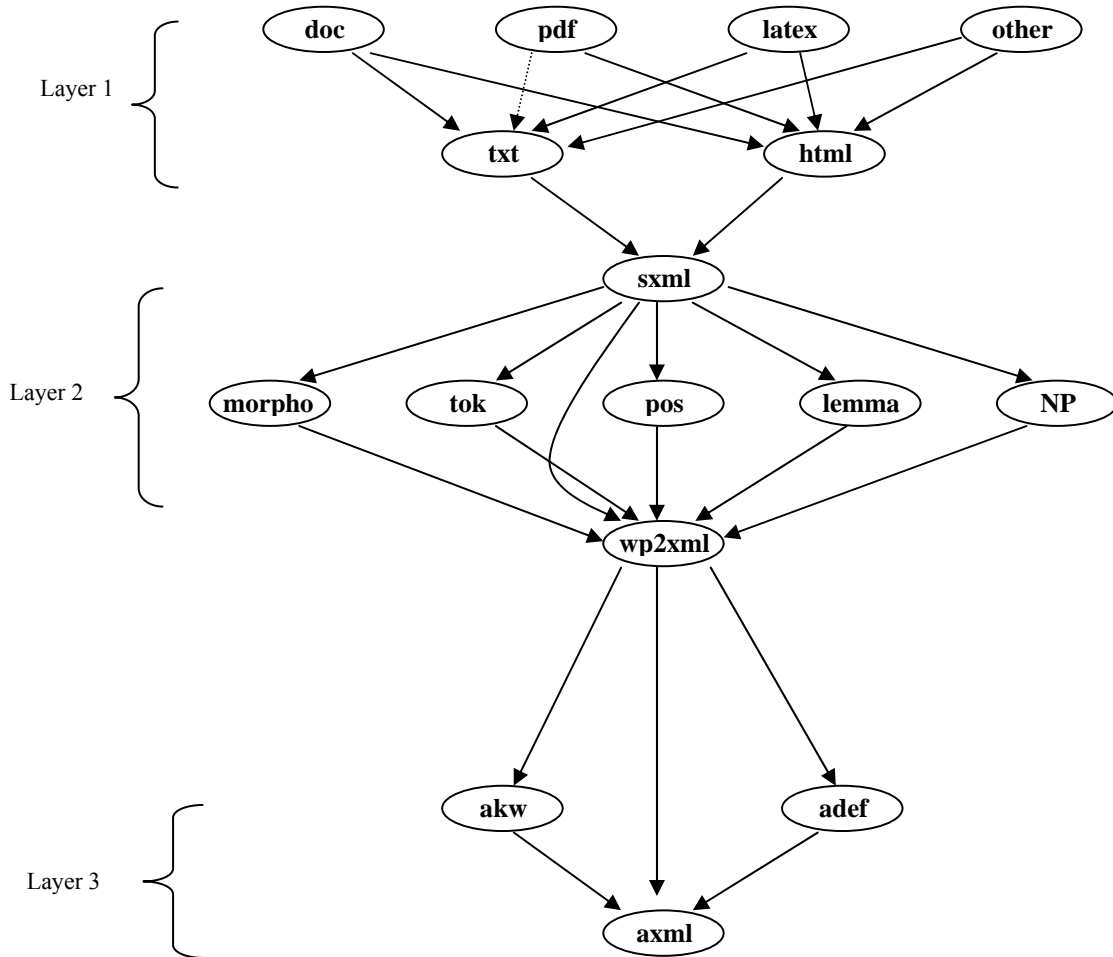 doc pdf latex other
Layer 1
txt html
sxml
Layer 2
morpho tok pos lemma NP
wp2xml
akw adef
Layer 3
axml